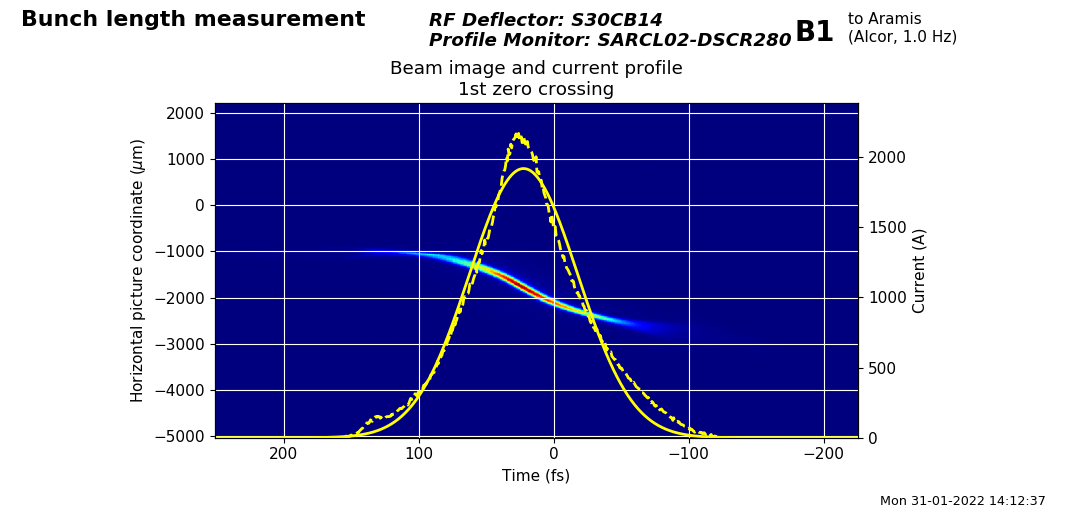 Bunch length measurement
RF Deflector: S30CB14
Profile Monitor: SARCL02-DSCR280
B1
to Aramis
(Alcor, 1.0 Hz)
Beam image and current profile
1st zero crossing
Horizontal picture coordinate (μm)
2000
1000
0
−1000
−2000
−3000
−4000
−5000
200
100
0
−100
−200
Time (fs)
2000
1500
1000
500
0
Current (A)
Mon 31-01-2022 14:12:37